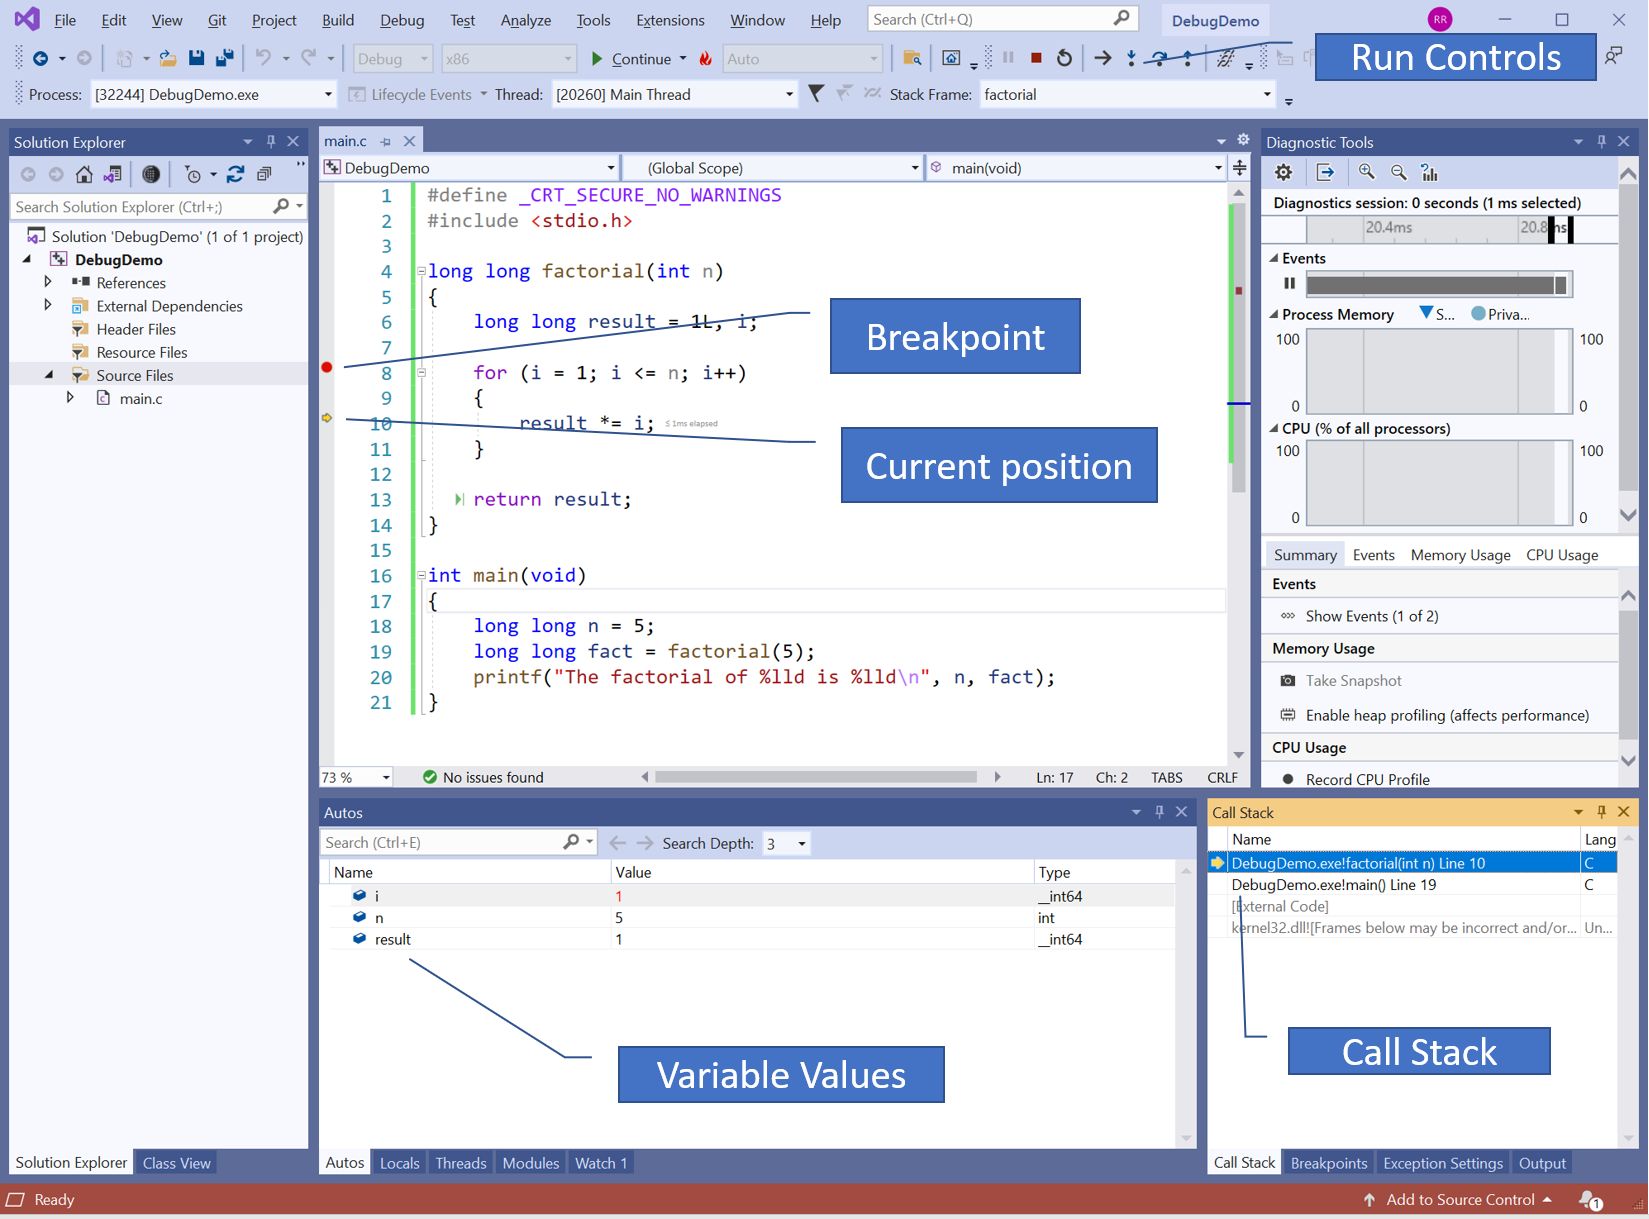 File Edit View Git Project Build Debug Test Analyze Tools Extensions Window Help Search (Ctrl+Q) DebugDemo RR
Debug x86 Continue Auto Run Controls
Process: [32244] DebugDemo.exe Lifecycle Events Thread: [20260] Main Thread Stack Frame: factorial
Solution Explorer
Search Solution Explorer (Ctrl+;)
Solution 'DebugDemo' (1 of 1 project)
DebugDemo
References
External Dependencies
Header Files
Resource Files
Source Files
main.c
Solution Explorer Class View
main.c
DebugDemo (Global Scope) main(void)
1 #define _CRT_SECURE_NO_WARNINGS
2 #include <stdio.h>
3
4 long long factorial(int n)
5 {
6 long long result = 1L, i;
7
8 for (i = 1; i <= n; i++)
9 {
10 result *= i; ≤ 1ms elapsed
11 }
12
13 return result;
14 }
15
16 int main(void)
17 {
18 long long n = 5;
19 long long fact = factorial(5);
20 printf("The factorial of %lld is %lld\n", n, fact);
21 }
Breakpoint
Current position
73 % No issues found Ln: 17 Ch: 2 TABS CRLF
Diagnostic Tools
Diagnostics session: 0 seconds (1 ms selected)
20.4ms 20.8ms
Events
Process Memory S... Priva...
100 100
0 0
CPU (% of all processors)
100 100
0 0
Summary Events Memory Usage CPU Usage
Events
Show Events (1 of 2)
Memory Usage
Take Snapshot
Enable heap profiling (affects performance)
CPU Usage
Record CPU Profile
Autos
Search (Ctrl+E) Search Depth: 3
Name Value Type
i 1 __int64
n 5 int
result 1 __int64
Variable Values
Autos Locals Threads Modules Watch 1
Call Stack
Name Lang
DebugDemo.exe!factorial(int n) Line 10 C
DebugDemo.exe!main() Line 19 C
[External Code]
kernel32.dll![Frames below may be incorrect and/or... Un...
Call Stack
Call Stack Breakpoints Exception Settings Output
Ready Add to Source Control 1